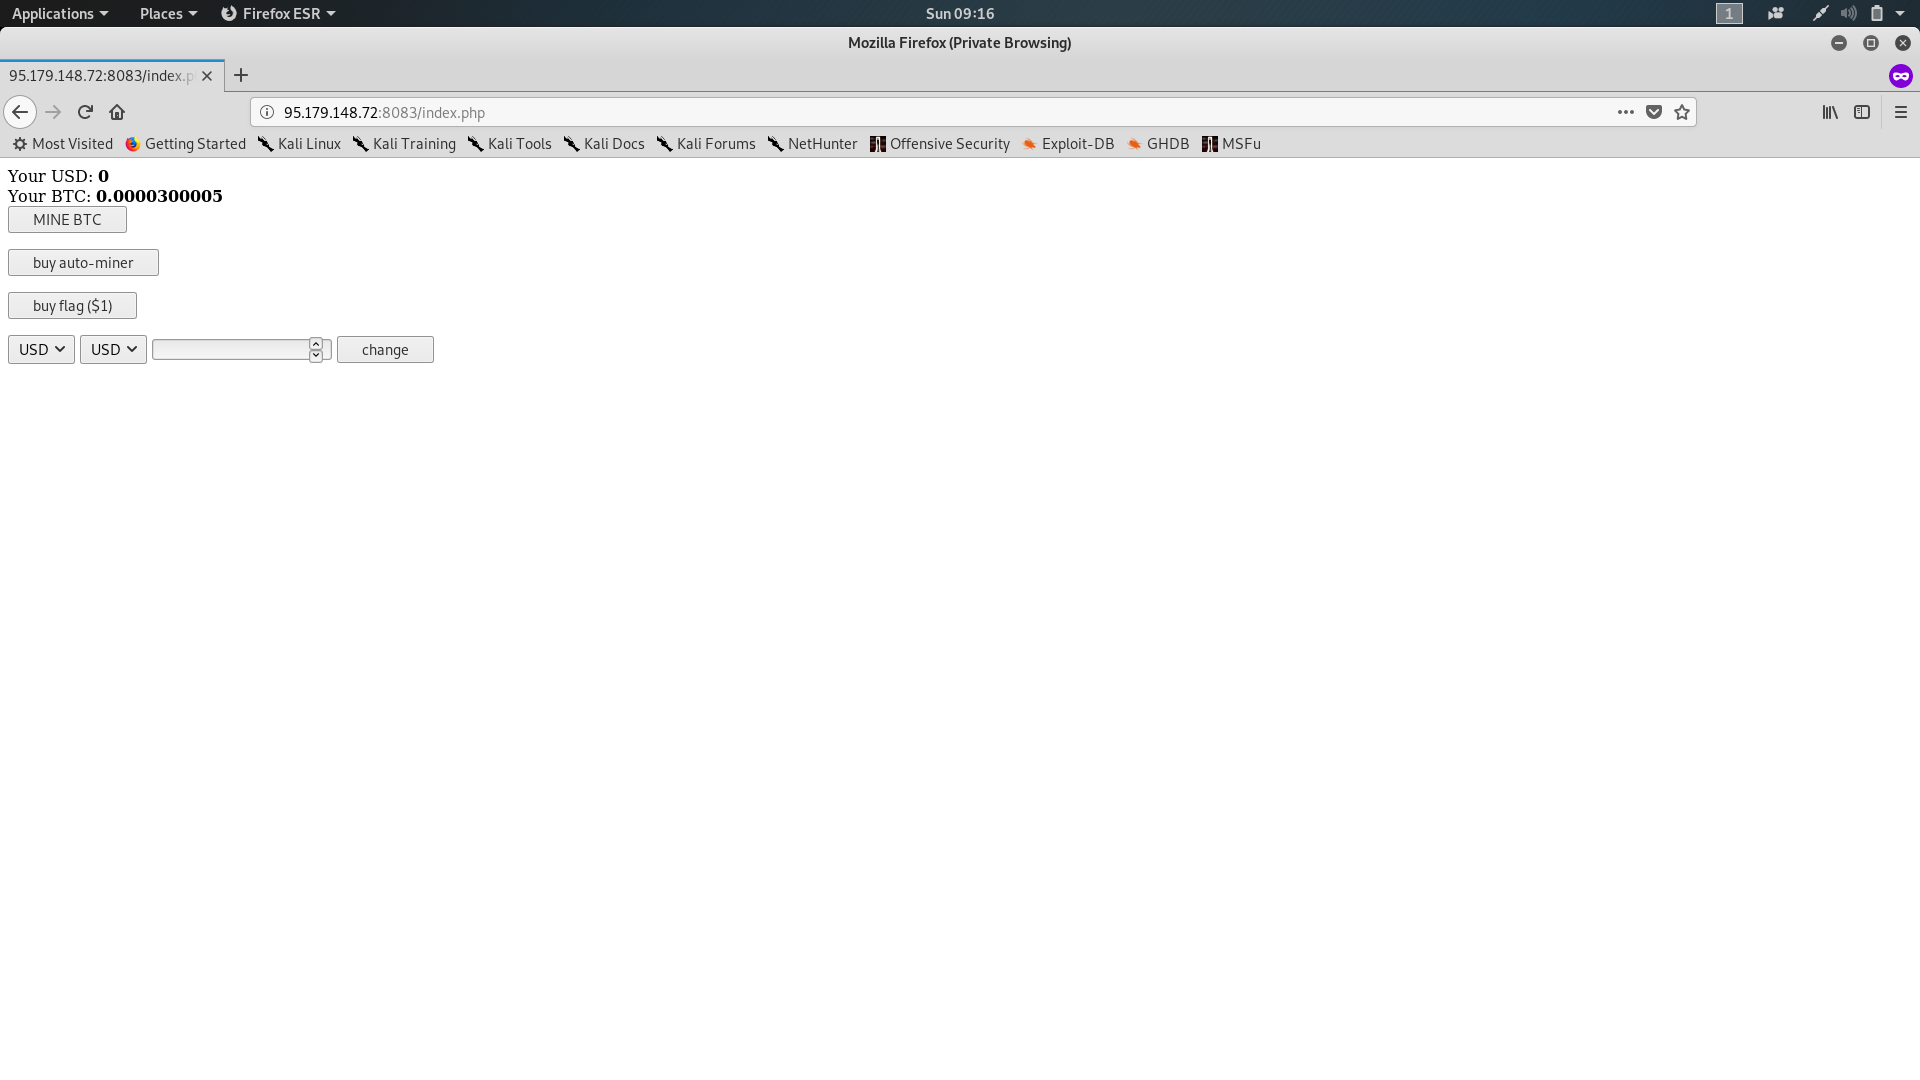 Applications Places Firefox ESR Sun 09:16 1
Mozilla Firefox (Private Browsing)
95.179.148.72:8083/index.p
95.179.148.72:8083/index.php
Most Visited Getting Started Kali Linux Kali Training Kali Tools Kali Docs Kali Forums NetHunter Offensive Security Exploit-DB GHDB MSFu
Your USD: 0
Your BTC: 0.0000300005
MINE BTC
buy auto-miner
buy flag ($1)
USD USD change